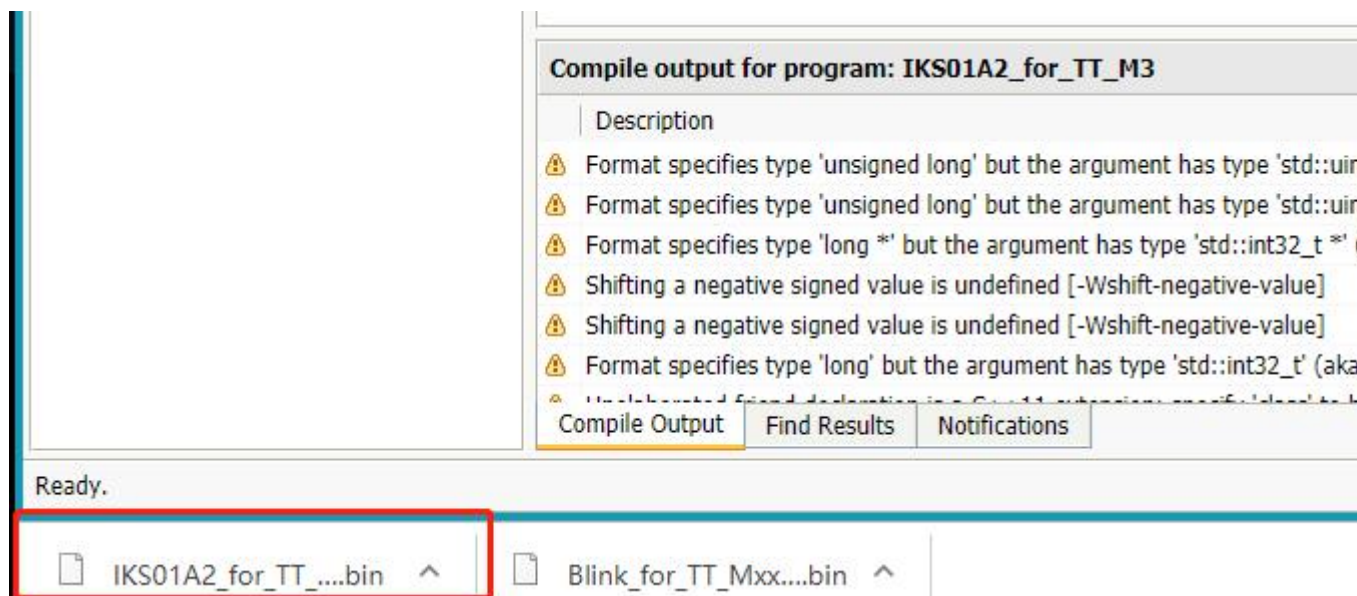 Compile output for program: IKS01A2_for_TT_M3
Description
Format specifies type 'unsigned long' but the argument has type 'std::uin
Format specifies type 'unsigned long' but the argument has type 'std::uin
Format specifies type 'long *' but the argument has type 'std::int32_t *' (
Shifting a negative signed value is undefined [-Wshift-negative-value]
Shifting a negative signed value is undefined [-Wshift-negative-value]
Format specifies type 'long' but the argument has type 'std::int32_t' (aka
Compile Output Find Results Notifications
Ready.
IKS01A2_for_TT_....bin Blink_for_TT_Mxx....bin